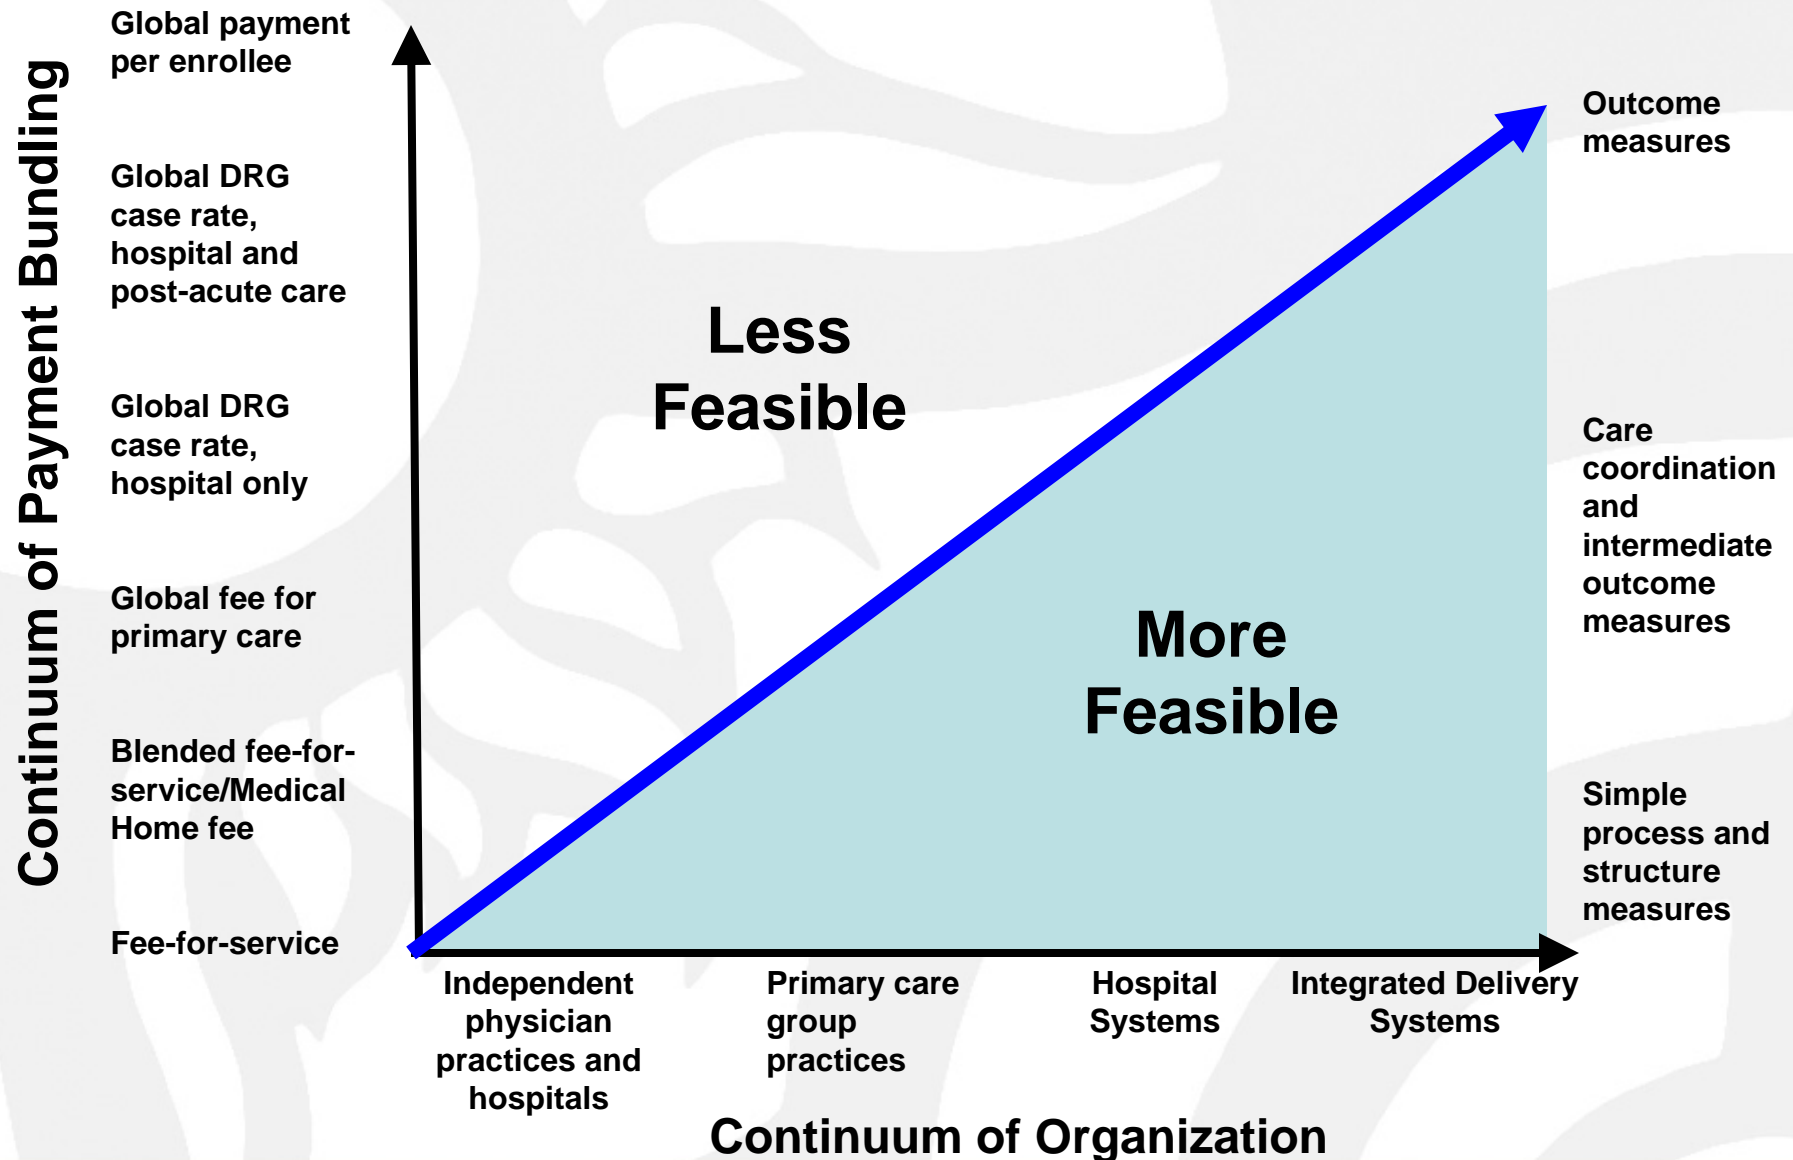 Continuum of Payment Bundling
Global payment
per enrollee
Global DRG
case rate,
hospital and
post-acute care
Global DRG
case rate,
hospital only
Global fee for
primary care
Blended fee-for-
service/Medical
Home fee
Fee-for-service
Less
Feasible
More
Feasible
Outcome
measures
Care
coordination
and
intermediate
outcome
measures
Simple
process and
structure
measures
Independent
physician
practices and
hospitals
Primary care
group
practices
Hospital
Systems
Integrated Delivery
Systems
Continuum of Organization